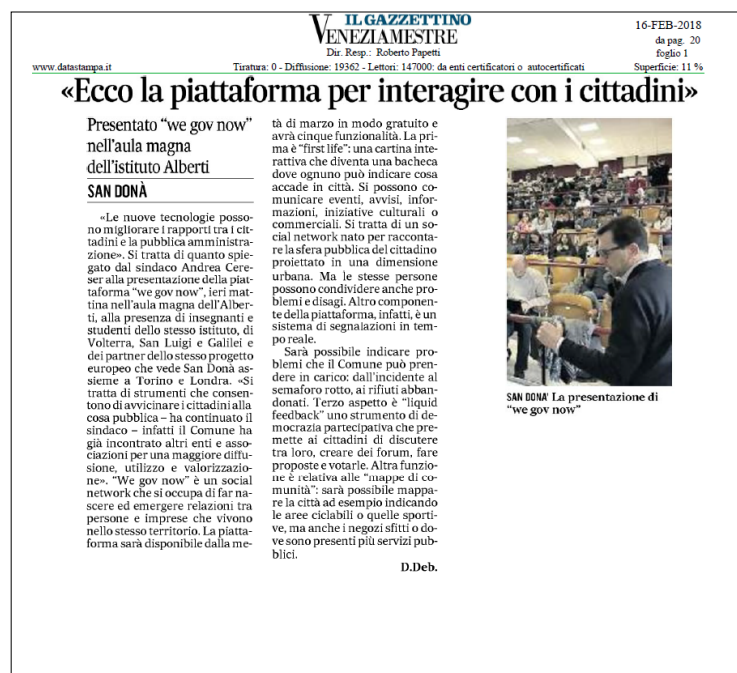 IL GAZZETTINO
VENEZIAMESTRE
Dir. Resp.: Roberto Papetti
16-FEB-2018
da pag. 20
foglio 1
www.datastampa.it
Tiratura: 0 - Diffusione: 19362 - Lettori: 147000: da enti certificatori o autocertificati
Superficie: 11 %
«Ecco la piattaforma per interagire con i cittadini»
Presentato “we gov now”
nell'aula magna
dell'istituto Alberti
SAN DONÀ
«Le nuove tecnologie posso-
no migliorare i rapporti tra i cit-
tadini e la pubblica amministra-
zione». Si tratta di quanto spie-
gato dal sindaco Andrea Cere-
ser alla presentazione della piat-
taforma “we gov now”, ieri mat-
tina nell'aula magna dell'Alber-
ti, alla presenza di insegnanti e
studenti dello stesso istituto, di
Volterra, San Luigi e Galilei e
dei partner dello stesso progetto
europeo che vede San Donà as-
sieme a Torino e Londra. «Si
tratta di strumenti che consen-
tono di avvicinare i cittadini alla
cosa pubblica – ha continuato il
sindaco – infatti il Comune ha
già incontrato altri enti e asso-
ciazioni per una maggiore diffu-
sione, utilizzo e valorizzazio-
ne». “We gov now” è un social
network che si occupa di far na-
scere ed emergere relazioni tra
persone e imprese che vivono
nello stesso territorio. La piatta-
forma sarà disponibile dalla me-
tà di marzo in modo gratuito e
avrà cinque funzionalità. La pri-
ma è “first life”: una cartina inte-
rattiva che diventa una bacheca
dove ognuno può indicare cosa
accade in città. Si possono co-
municare eventi, avvisi, infor-
mazioni, iniziative culturali o
commerciali. Si tratta di un so-
cial network nato per racconta-
re la sfera pubblica del cittadino
proiettato in una dimensione
urbana. Ma le stesse persone
possono condividere anche pro-
blemi e disagi. Altro componen-
te della piattaforma, infatti, è un
sistema di segnalazioni in tem-
po reale.
Sarà possibile indicare pro-
blemi che il Comune può pren-
dere in carico: dall'incidente al
semaforo rotto, ai rifiuti abban-
donati. Terzo aspetto è “liquid
feedback” uno strumento di de-
mocrazia partecipativa che pre-
mette ai cittadini di discutere
tra loro, creare dei forum, fare
proposte e votarle. Altra funzio-
ne è relativa alle “mappe di co-
munità”: sarà possibile mappa-
re la città ad esempio indicando
le aree ciclabili o quelle sporti-
ve, ma anche i negozi sfitti o do-
ve sono presenti più servizi pub-
blici.
D.Deb.
SAN DONA' La presentazione di
“we gov now”